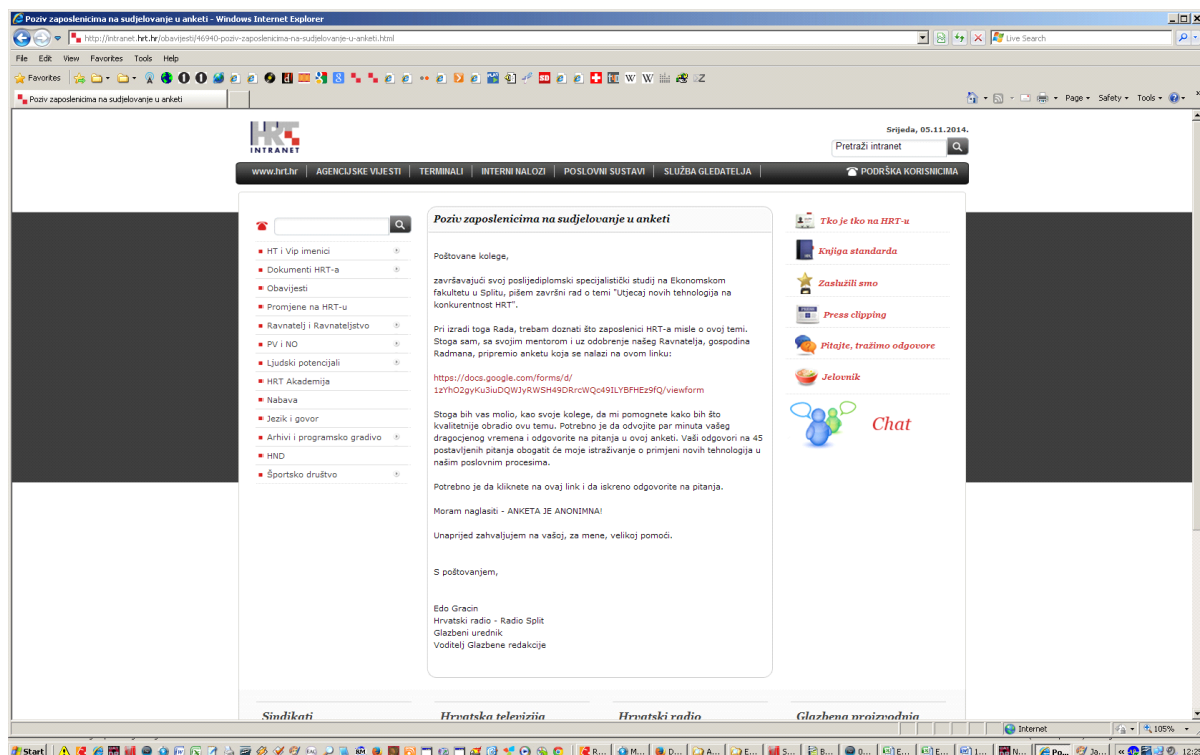 Poziv zaposlenicima na sudjelovanje u anketi - Windows Internet Explorer
http://intranet.hrt.hr/obavijesti/46940-poziv-zaposlenicima-na-sudjelovanje-u-anketi.html
Live Search
File Edit View Favorites Tools Help
Favorites
Poziv zaposlenicima na sudjelovanje u anketi
Page Safety Tools
HRT
INTRANET
Srijeda, 05.11.2014.
Pretraži intranet
www.hrt.hr AGENCIJSKE VIJESTI TERMINALI INTERNI NALOZI POSLOVNI SUSTAVI SLUŽBA GLEDATELJA PODRŠKA KORISNICIMA
HT i Vip imenici
Dokumenti HRT-a
Obavijesti
Promjene na HRT-u
Ravnatelj i Ravnateljstvo
PV i NO
Ljudski potencijali
HRT Akademija
Nabava
Jezik i govor
Arhivi i programsko gradivo
HND
Športsko društvo
Poziv zaposlenicima na sudjelovanje u anketi
Poštovane kolege,
završavajući svoj poslijediplomski specijalistički studij na Ekonomskom
fakultetu u Splitu, pišem završni rad o temi "Utjecaj novih tehnologija na
konkurentnost HRT".
Pri izradi toga Rada, trebam doznati što zaposlenici HRT-a misle o ovoj temi.
Stoga sam, sa svojim mentorom i uz odobrenje našeg Ravnatelja, gospodina
Radmana, pripremio anketu koja se nalazi na ovom linku:
https://docs.google.com/forms/d/
1zYhO2gyKu3iuDQWJyRWSH49DRrcWQc49ILYBFHEz9fQ/viewform
Stoga bih vas molio, kao svoje kolege, da mi pomognete kako bih što
kvalitetnije obradio ovu temu. Potrebno je da odvojite par minuta vašeg
dragocjenog vremena i odgovorite na pitanja u ovoj anketi. Vaši odgovori na 45
postavljenih pitanja obogatit će moje istraživanje o primjeni novih tehnologija u
našim poslovnim procesima.
Potrebno je da kliknete na ovaj link i da iskreno odgovorite na pitanja.
Moram naglasiti - ANKETA JE ANONIMNA!
Unaprijed zahvaljujem na vašoj, za mene, velikoj pomoći.
S poštovanjem,
Edo Gracin
Hrvatski radio - Radio Split
Glazbeni urednik
Voditelj Glazbene redakcije
Tko je tko na HRT-u
Knjiga standarda
Zaslužili smo
Press clipping
Pitajte, tražimo odgovore
Jelovnik
Chat
Sindikati Hrvatska televizija Hrvatski radio Glazbena proizvodnja
Internet 105%
Start